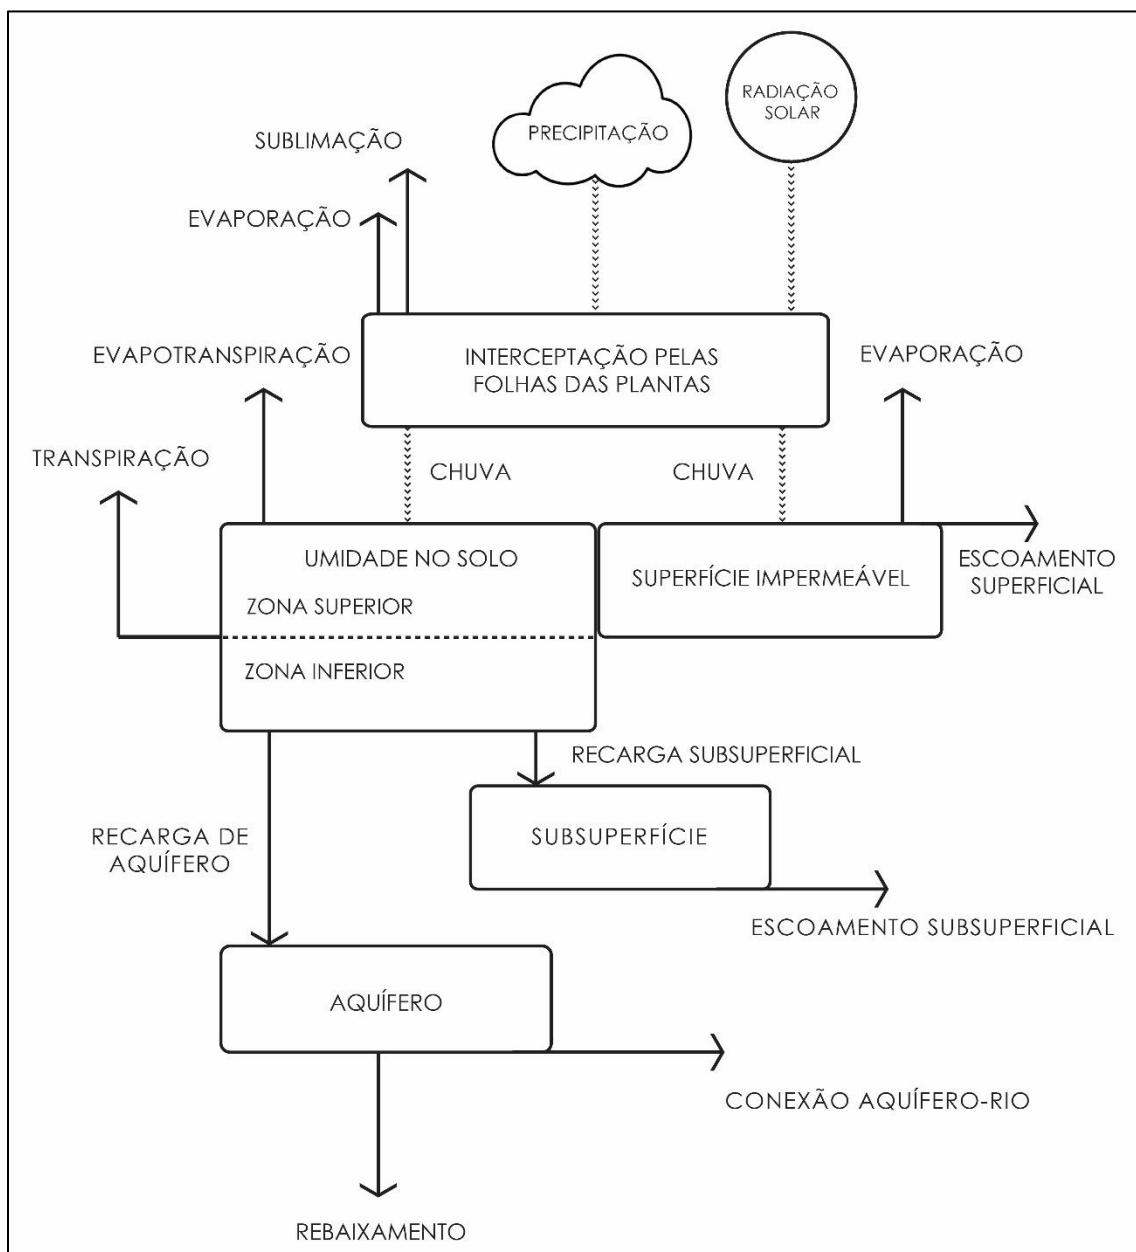 RADIAÇÃO
SOLAR
PRECIPITAÇÃO
SUBLIMAÇÃO
EVAPORAÇÃO
EVAPOTRANSPIRAÇÃO
INTERCEPTAÇÃO PELAS
FOLHAS DAS PLANTAS
EVAPORAÇÃO
TRANSPIRAÇÃO
CHUVA
CHUVA
UMIDADE NO SOLO
ZONA SUPERIOR
ZONA INFERIOR
SUPERFÍCIE IMPERMEÁVEL
ESCOAMENTO
SUPERFICIAL
RECARGA SUBSUPERFICIAL
SUBSUPERFÍCIE
RECARGA DE
AQUÍFERO
ESCOAMENTO SUBSUPERFICIAL
AQUÍFERO
CONEXÃO AQUÍFERO-RIO
REBAIXAMENTO